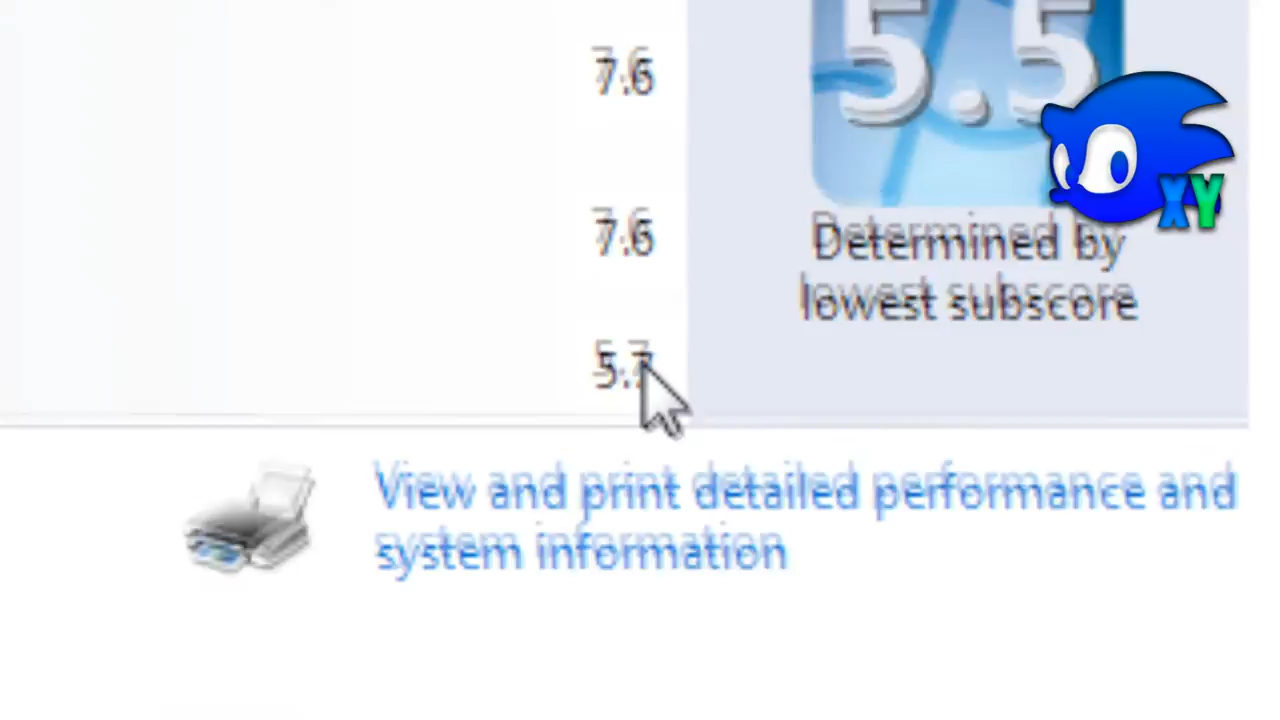 7.6
5.5
XY
7.6
Determined by
lowest subscore
5.7
View and print detailed performance and
system information